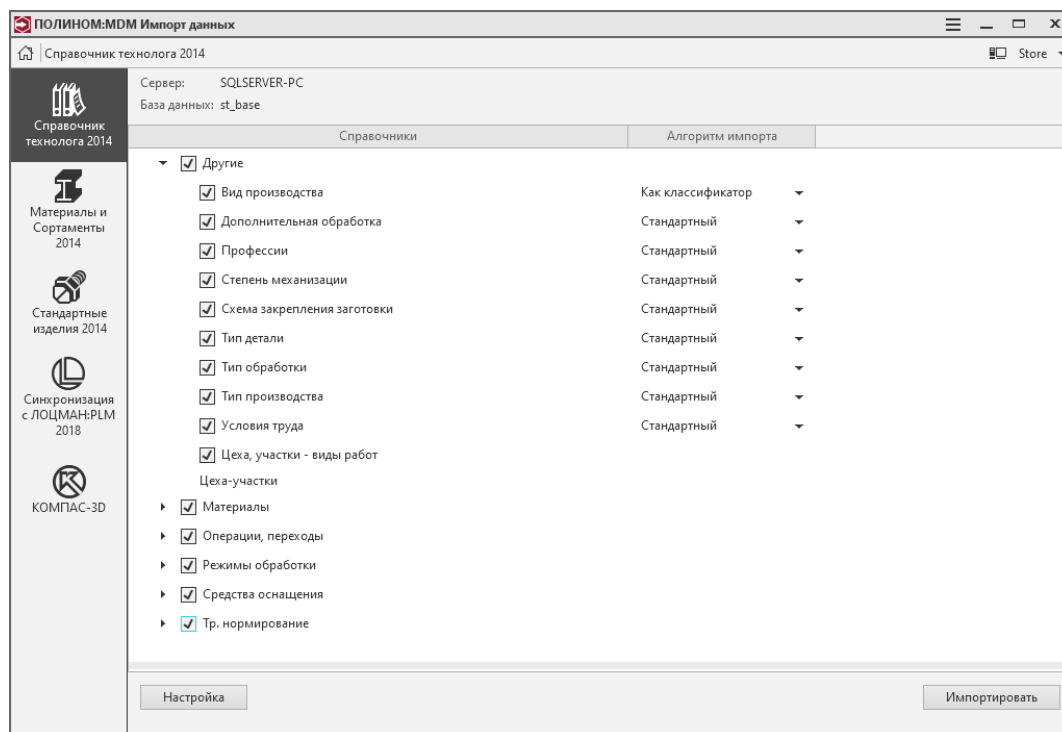 ПОЛИНОМ:MDM Импорт данных
Справочник технолога 2014
Store
Справочник
технолога 2014
Материалы и
Сортаменты
2014
Стандартные
изделия 2014
Синхронизация
с ЛОЦМАН:PLM
2018
КОМПАС-3D
Сервер: SQLSERVER-PC
База данных: st_base
Справочники Алгоритм импорта
Другие
Вид производства Как классификатор
Дополнительная обработка Стандартный
Профессии Стандартный
Степень механизации Стандартный
Схема закрепления заготовки Стандартный
Тип детали Стандартный
Тип обработки Стандартный
Тип производства Стандартный
Условия труда Стандартный
Цеха, участки - виды работ
Цеха-участки
Материалы
Операции, переходы
Режимы обработки
Средства оснащения
Тр. нормирование
Настройка Импортировать